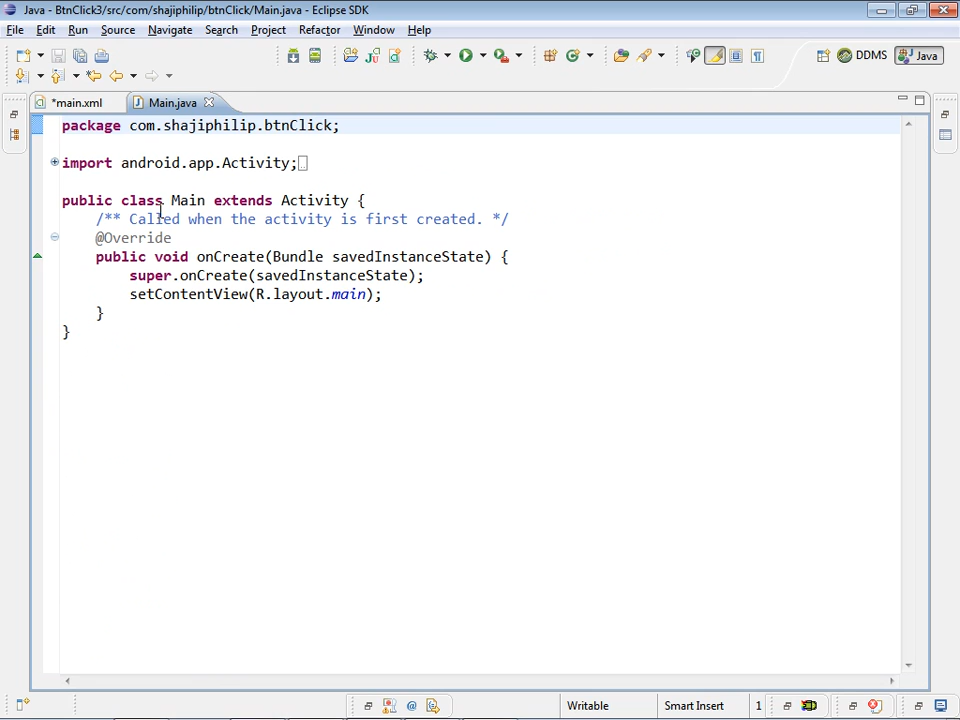 Java - BtnClick3/src/com/shajiphilip/btnClick/Main.java - Eclipse SDK
File Edit Run Source Navigate Search Project Refactor Window Help
DDMS Java
*main.xml Main.java
package com.shajiphilip.btnClick;
import android.app.Activity;
public class Main extends Activity {
/** Called when the activity is first created. */
@Override
public void onCreate(Bundle savedInstanceState) {
super.onCreate(savedInstanceState);
setContentView(R.layout.main);
}
}
Writable Smart Insert 1